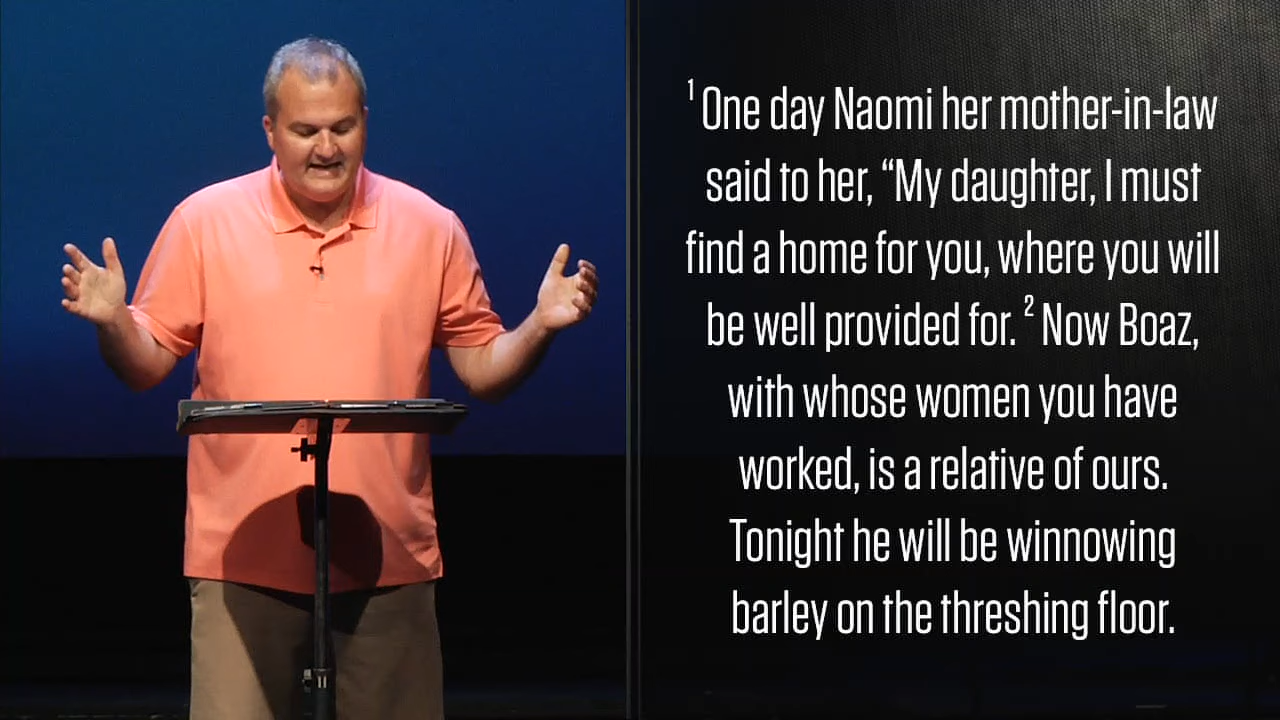 ¹ One day Naomi her mother-in-law
said to her, “My daughter, I must
find a home for you, where you will
be well provided for. ² Now Boaz,
with whose women you have
worked, is a relative of ours.
Tonight he will be winnowing
barley on the threshing floor.